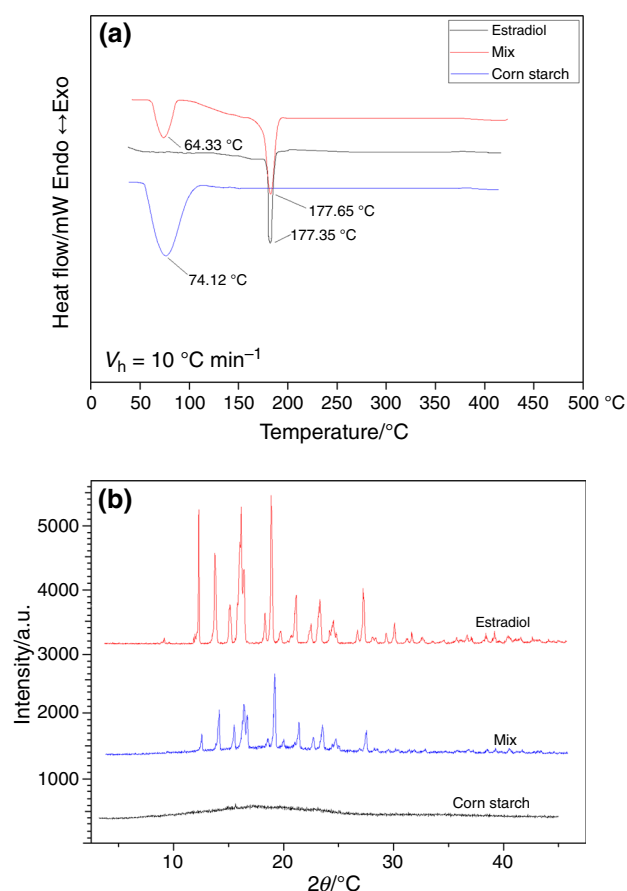 (a)
Estradiol
Mix
Corn starch
64.33 °C
177.65 °C
177.35 °C
74.12 °C
Heat flow/mW Endo ↔ Exo
V_h = 10 °C min⁻¹
0 50 100 150 200 250 300 350 400 450 500 °C
Temperature/°C
(b)
5000
4000
3000
2000
1000
Intensity/a.u.
Estradiol
Mix
Corn starch
10 20 30 40
2θ/°C